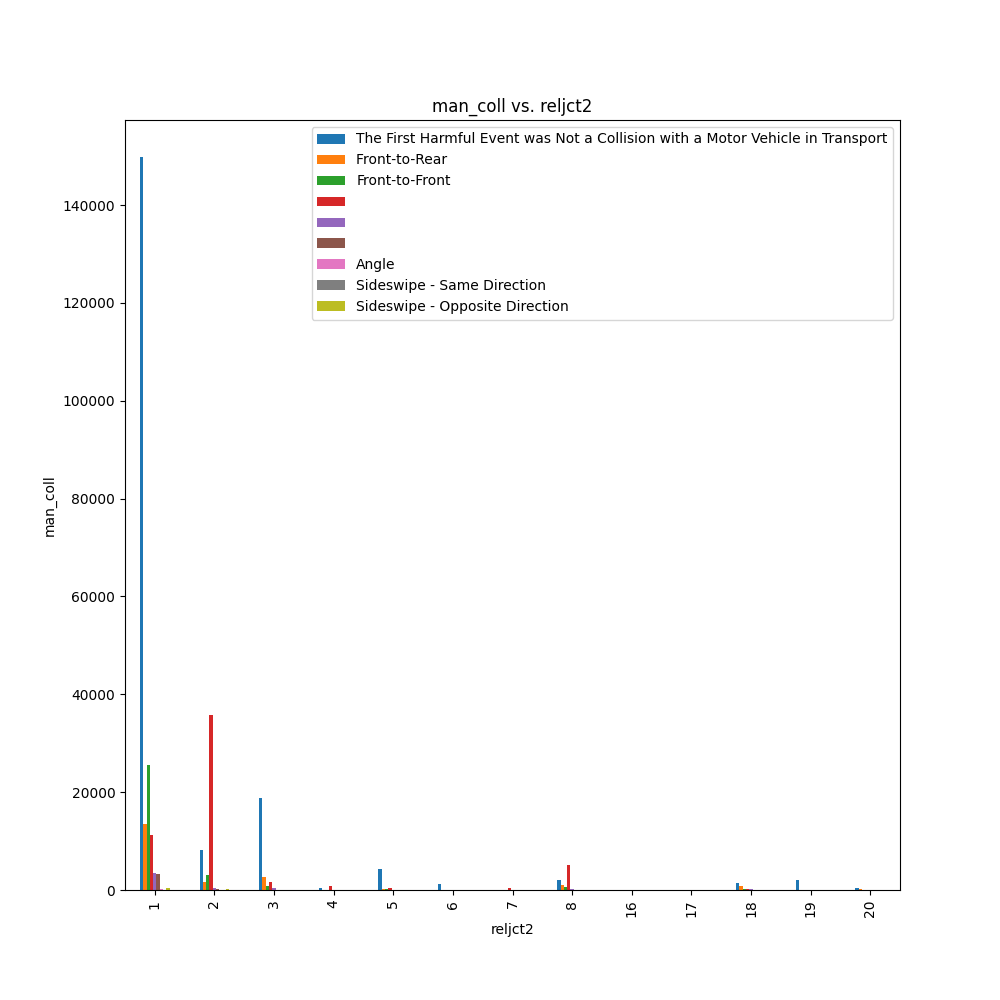 man_coll vs. reljct2
The First Harmful Event was Not a Collision with a Motor Vehicle in Transport
Front-to-Rear
Front-to-Front
Angle
Sideswipe - Same Direction
Sideswipe - Opposite Direction
140000
120000
100000
80000
60000
40000
20000
0
man_coll
1 2 3 4 5 6 7 8 16 17 18 19 20
reljct2